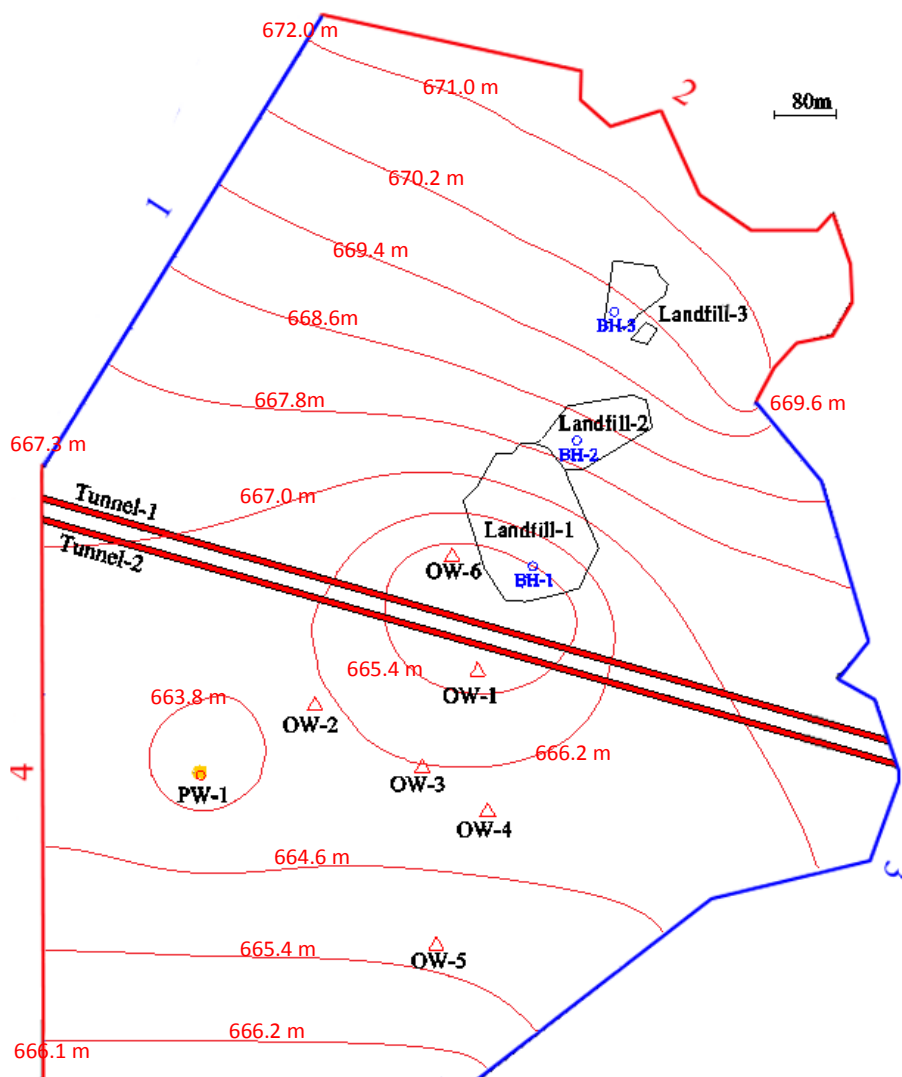 672.0 m
671.0 m
2
80m
670.2 m
1
669.4 m
668.6m
Landfill-3
BH-3
667.8m
669.6 m
Landfill-2
667.3 m
BH-2
667.0 m
Tunnel-1
Landfill-1
Tunnel-2
OW-6
BH-1
665.4 m
663.8 m
OW-1
OW-2
666.2 m
4
OW-3
PW-1
OW-4
664.6 m
3
665.4 m
OW-5
666.2 m
666.1 m